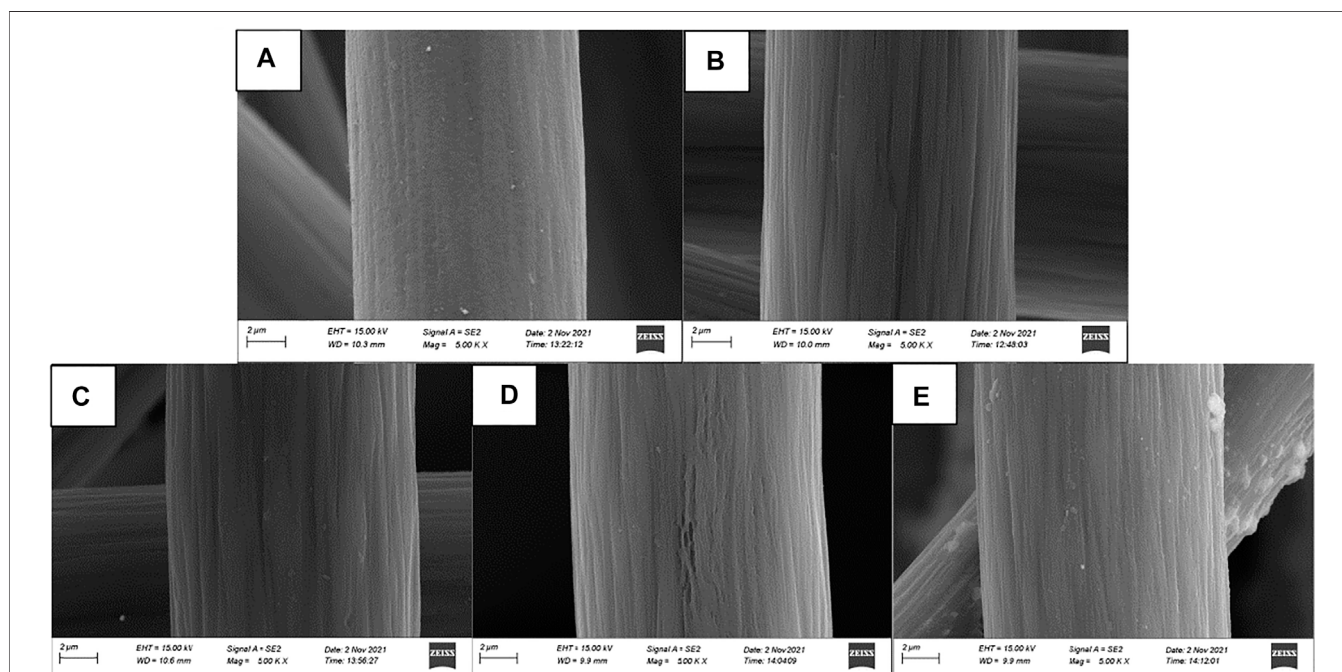 A
B
2 µm
EHT = 15.00 kV
Signal A = SE2
Date: 2 Nov 2021
WD = 10.3 mm
Mag = 5.00 K X
Time: 13:22:12
ZEISS
2 µm
EHT = 15.00 kV
Signal A = SE2
Date: 2 Nov 2021
WD = 10.0 mm
Mag = 5.00 K X
Time: 12:48:03
ZEISS
C
D
E
2 µm
EHT = 15.00 kV
Signal A = SE2
Date: 2 Nov 2021
WD = 10.6 mm
Mag = 5.00 K X
Time: 13:56:27
ZEISS
2 µm
EHT = 15.00 kV
Signal A = SE2
Date: 2 Nov 2021
WD = 9.9 mm
Mag = 5.00 K X
Time: 14:04:09
ZEISS
2 µm
EHT = 15.00 kV
Signal A = SE2
Date: 2 Nov 2021
WD = 9.9 mm
Mag = 5.00 K X
Time: 14:12:01
ZEISS